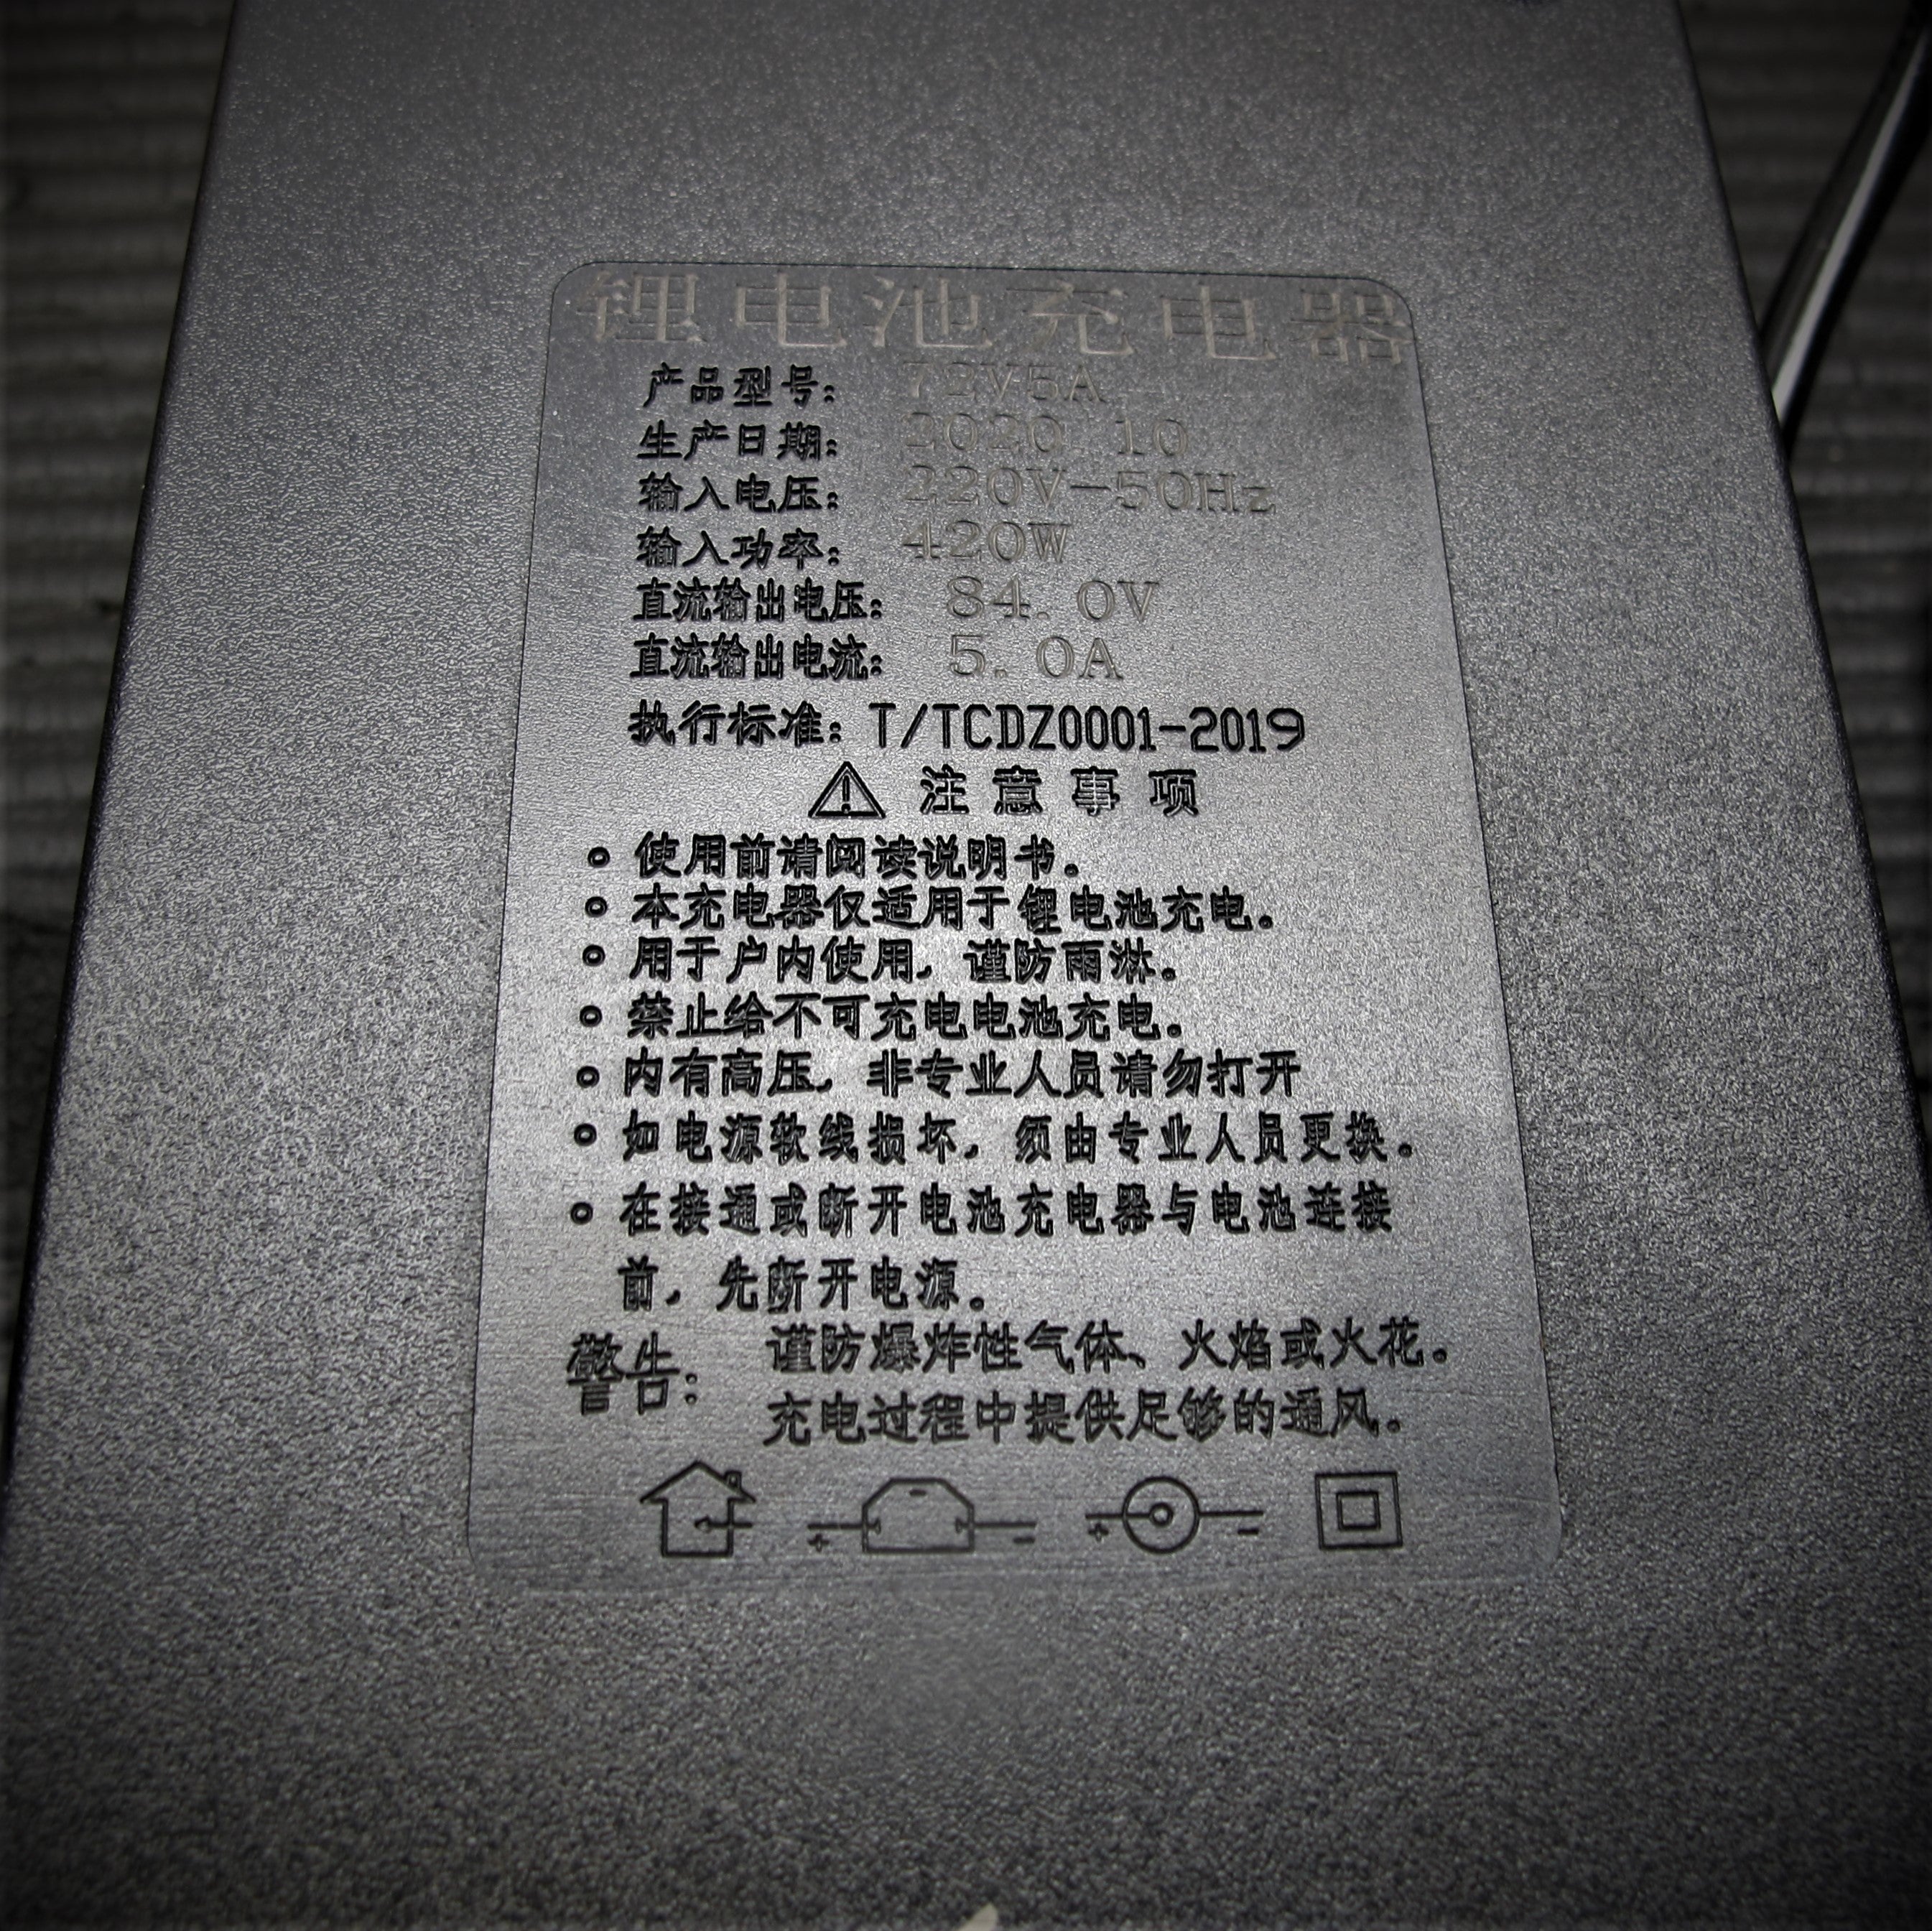 锂电池充电器
产品型号： 72V5A
生产日期： 2020.10
输入电压： 220V-50Hz
输入功率： 420W
直流输出电压： 84.0V
直流输出电流： 5.0A
执行标准：T/TCDZ0001-2019
注意事项
使用前请阅读说明书。
本充电器仅适用于锂电池充电。
用于户内使用，谨防雨淋。
禁止给不可充电电池充电。
内有高压，非专业人员请勿打开
如电源软线损坏，须由专业人员更换。
在接通或断开电池充电器与电池连接
前，先断开电源。
警告： 谨防爆炸性气体、火焰或火花。
充电过程中提供足够的通风。